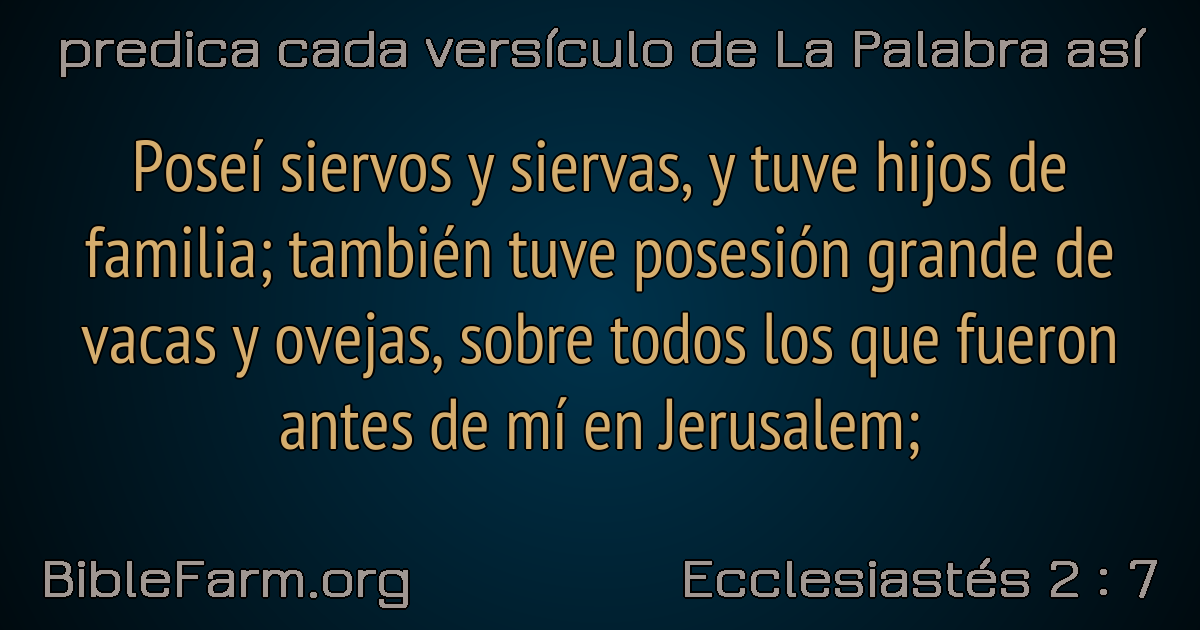 predica cada versículo de La Palabra así
Poseí siervos y siervas, y tuve hijos de
familia; también tuve posesión grande de
vacas y ovejas, sobre todos los que fueron
antes de mí en Jerusalem;
BibleFarm.org
Ecclesiastés 2 : 7